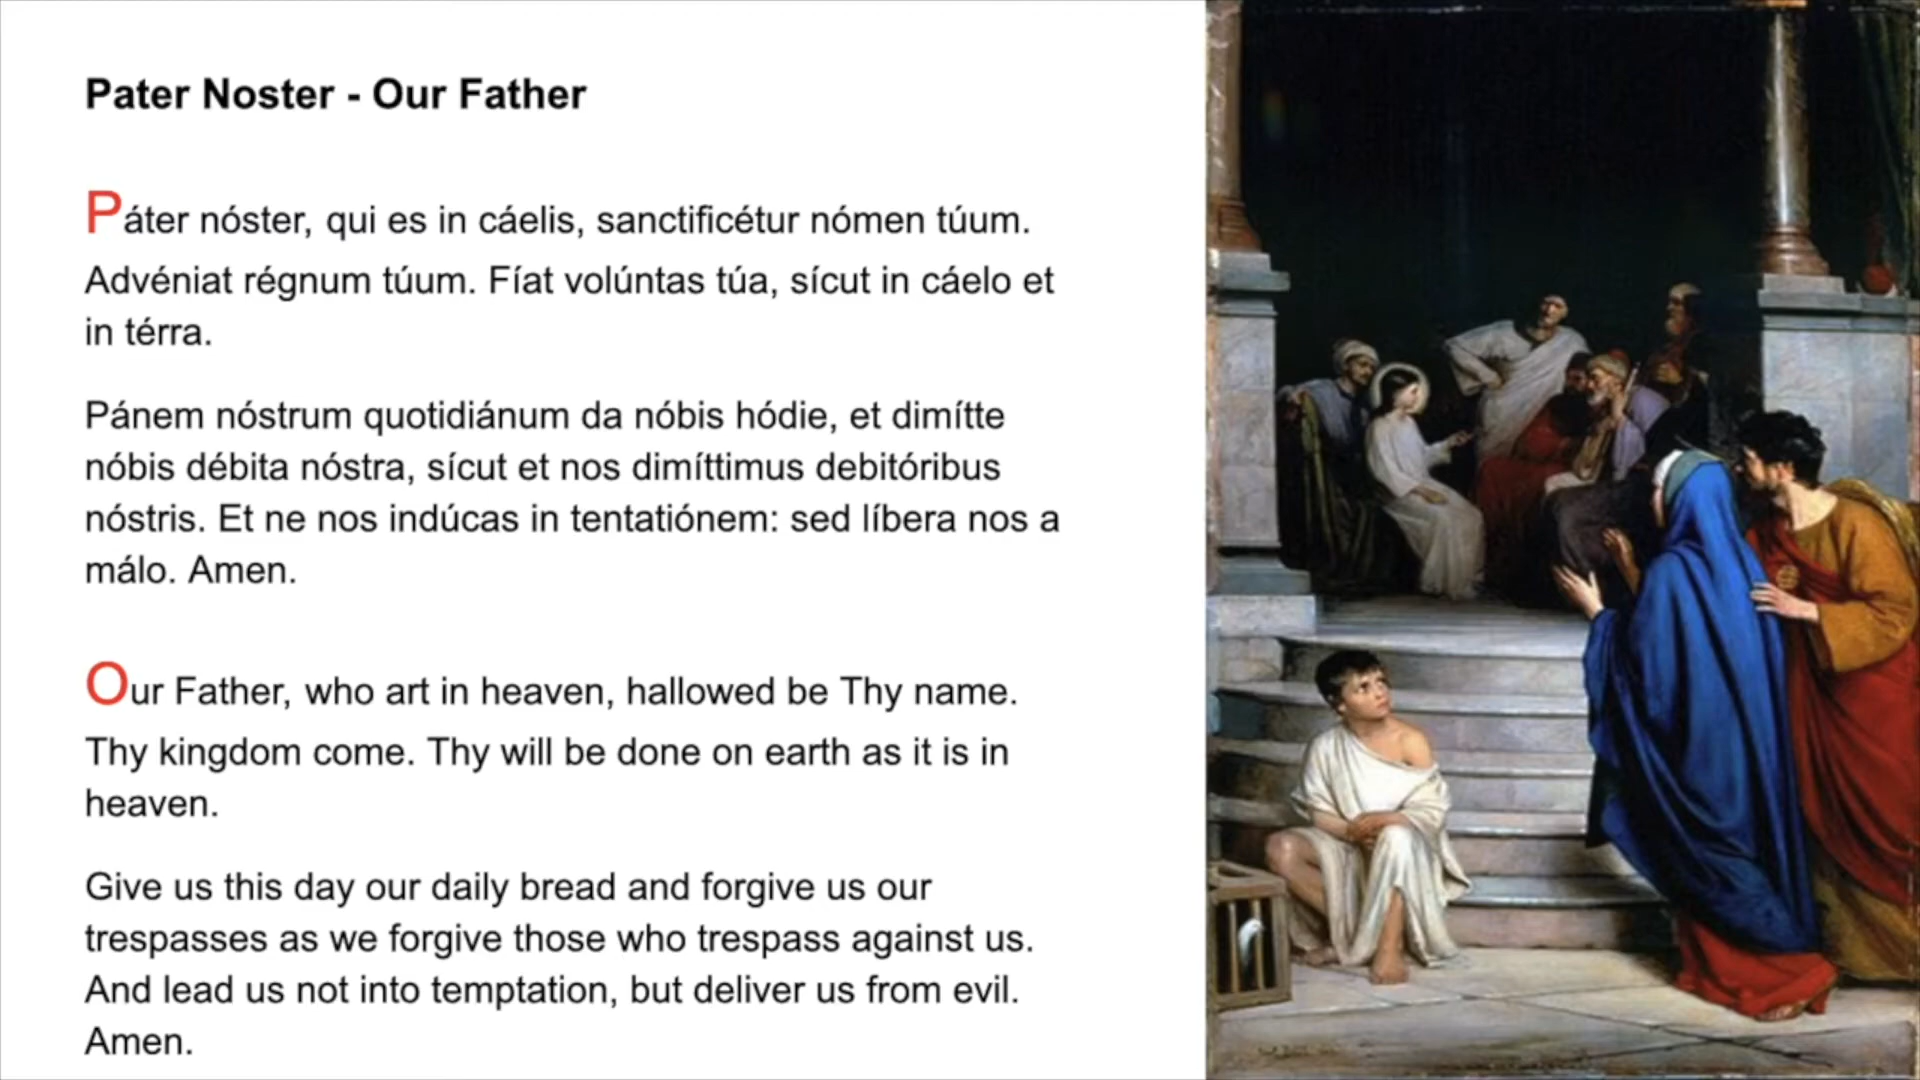 Pater Noster - Our Father
Páter nóster, qui es in cáelis, sanctificétur nómen túum.
Advéniat régnum túum. Fíat volúntas túa, sícut in cáelo et
in térra.
Pánem nóstrum quotidiánum da nóbis hódie, et dimítte
nóbis débita nóstra, sícut et nos dimíttimus debitóribus
nóstris. Et ne nos indúcas in tentatiónem: sed líbera nos a
málo. Amen.
Our Father, who art in heaven, hallowed be Thy name.
Thy kingdom come. Thy will be done on earth as it is in
heaven.
Give us this day our daily bread and forgive us our
trespasses as we forgive those who trespass against us.
And lead us not into temptation, but deliver us from evil.
Amen.